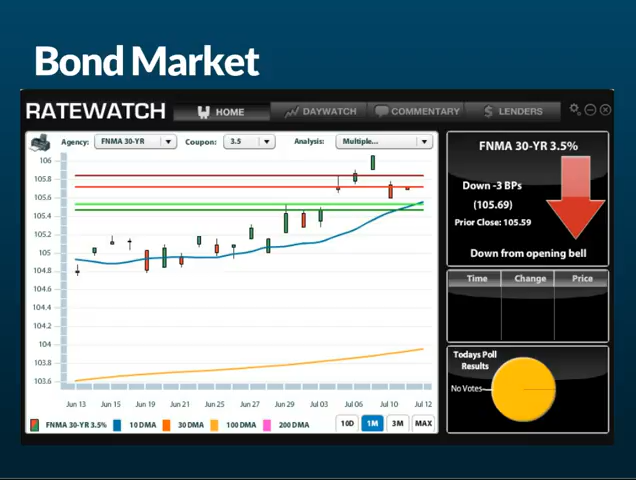 Bond Market
RATEWATCH HOME DAYWATCH COMMENTARY $ LENDERS
Agency: FNMA 30-YR Coupon: 3.5 Analysis: Multiple...
106
105.8
105.6
105.4
105.2
105
104.8
104.6
104.4
104.2
104
103.8
103.6
Jun 13 Jun 15 Jun 19 Jun 21 Jun 25 Jun 27 Jun 29 Jul 03 Jul 06 Jul 10 Jul 12
FNMA 30-YR 3.5% 10 DMA 30 DMA 100 DMA 200 DMA 10D 1M 3M MAX
FNMA 30-YR 3.5%
Down -3 BPs
(105.69)
Prior Close: 105.59
Down from opening bell
Time Change Price
Todays Poll
Results
No Votes